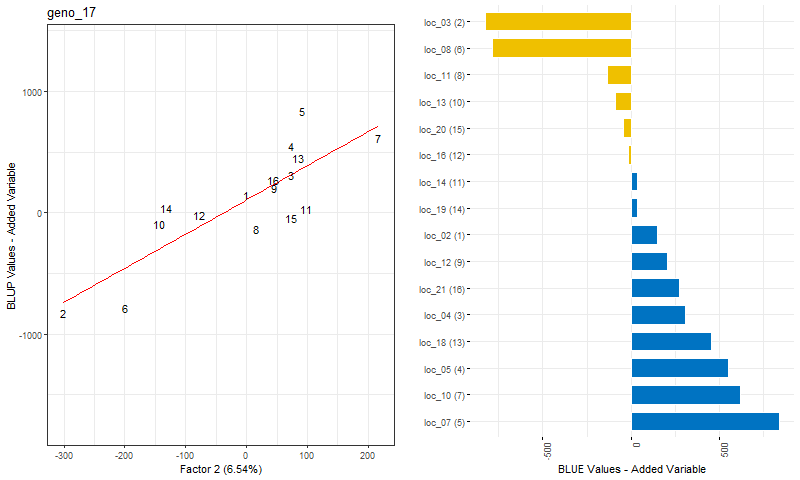 geno_17
BLUP Values - Added Variable
1000
0
-1000
5
4
7
13
3
16
9
1
14
11
12
15
10
8
6
2
-300
-200
-100
0
100
200
Factor 2 (6.54%)
loc_03 (2)
loc_08 (6)
loc_11 (8)
loc_13 (10)
loc_20 (15)
loc_16 (12)
loc_14 (11)
loc_19 (14)
loc_02 (1)
loc_12 (9)
loc_21 (16)
loc_04 (3)
loc_18 (13)
loc_05 (4)
loc_10 (7)
loc_07 (5)
-500
0
500
BLUE Values - Added Variable